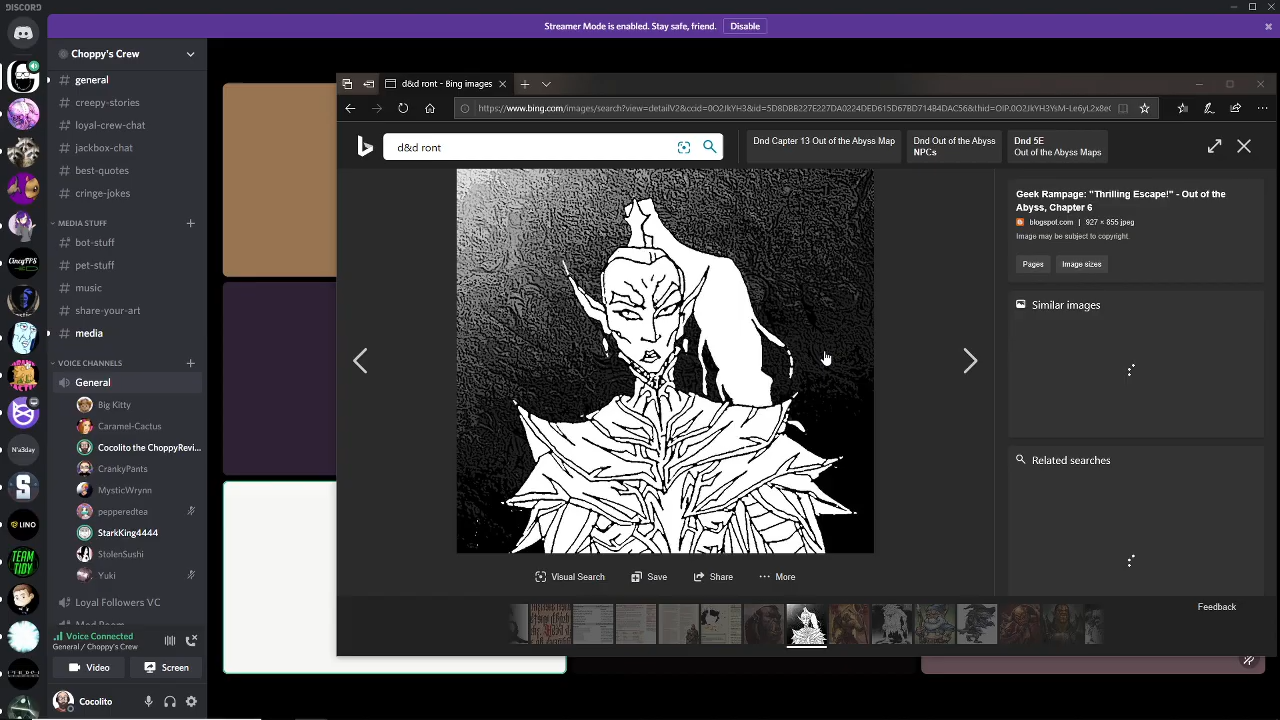 DISCORD
Streamer Mode is enabled. Stay safe, friend.
Disable
Choppy's Crew
general
creepy-stories
loyal-crew-chat
jackbox-chat
best-quotes
cringe-jokes
MEDIA STUFF
bot-stuff
pet-stuff
music
share-your-art
media
VOICE CHANNELS
General
Big Kitty
Caramel-Cactus
Cocolito the ChoppyRevi...
CrankyPants
MysticWrynn
pepperedtea
StarkKing4444
StolenSushi
Yuki
Loyal Followers VC
Voice Connected
General / Choppy's Crew
Video
Screen
Cocolito
N'a3day
LINO
TEAM
TIDY
d&d ront - Bing images
d&d ront
Dnd Capter 13 Out of the Abyss Map
Dnd Out of the Abyss
NPCs
Dnd 5E
Out of the Abyss Maps
Geek Rampage: "Thrilling Escape!" - Out of the
Abyss, Chapter 6
blogspot.com | 927 × 855 jpeg
Image may be subject to copyright.
Pages
Image sizes
Similar images
Related searches
Visual Search
Save
Share
More
Feedback